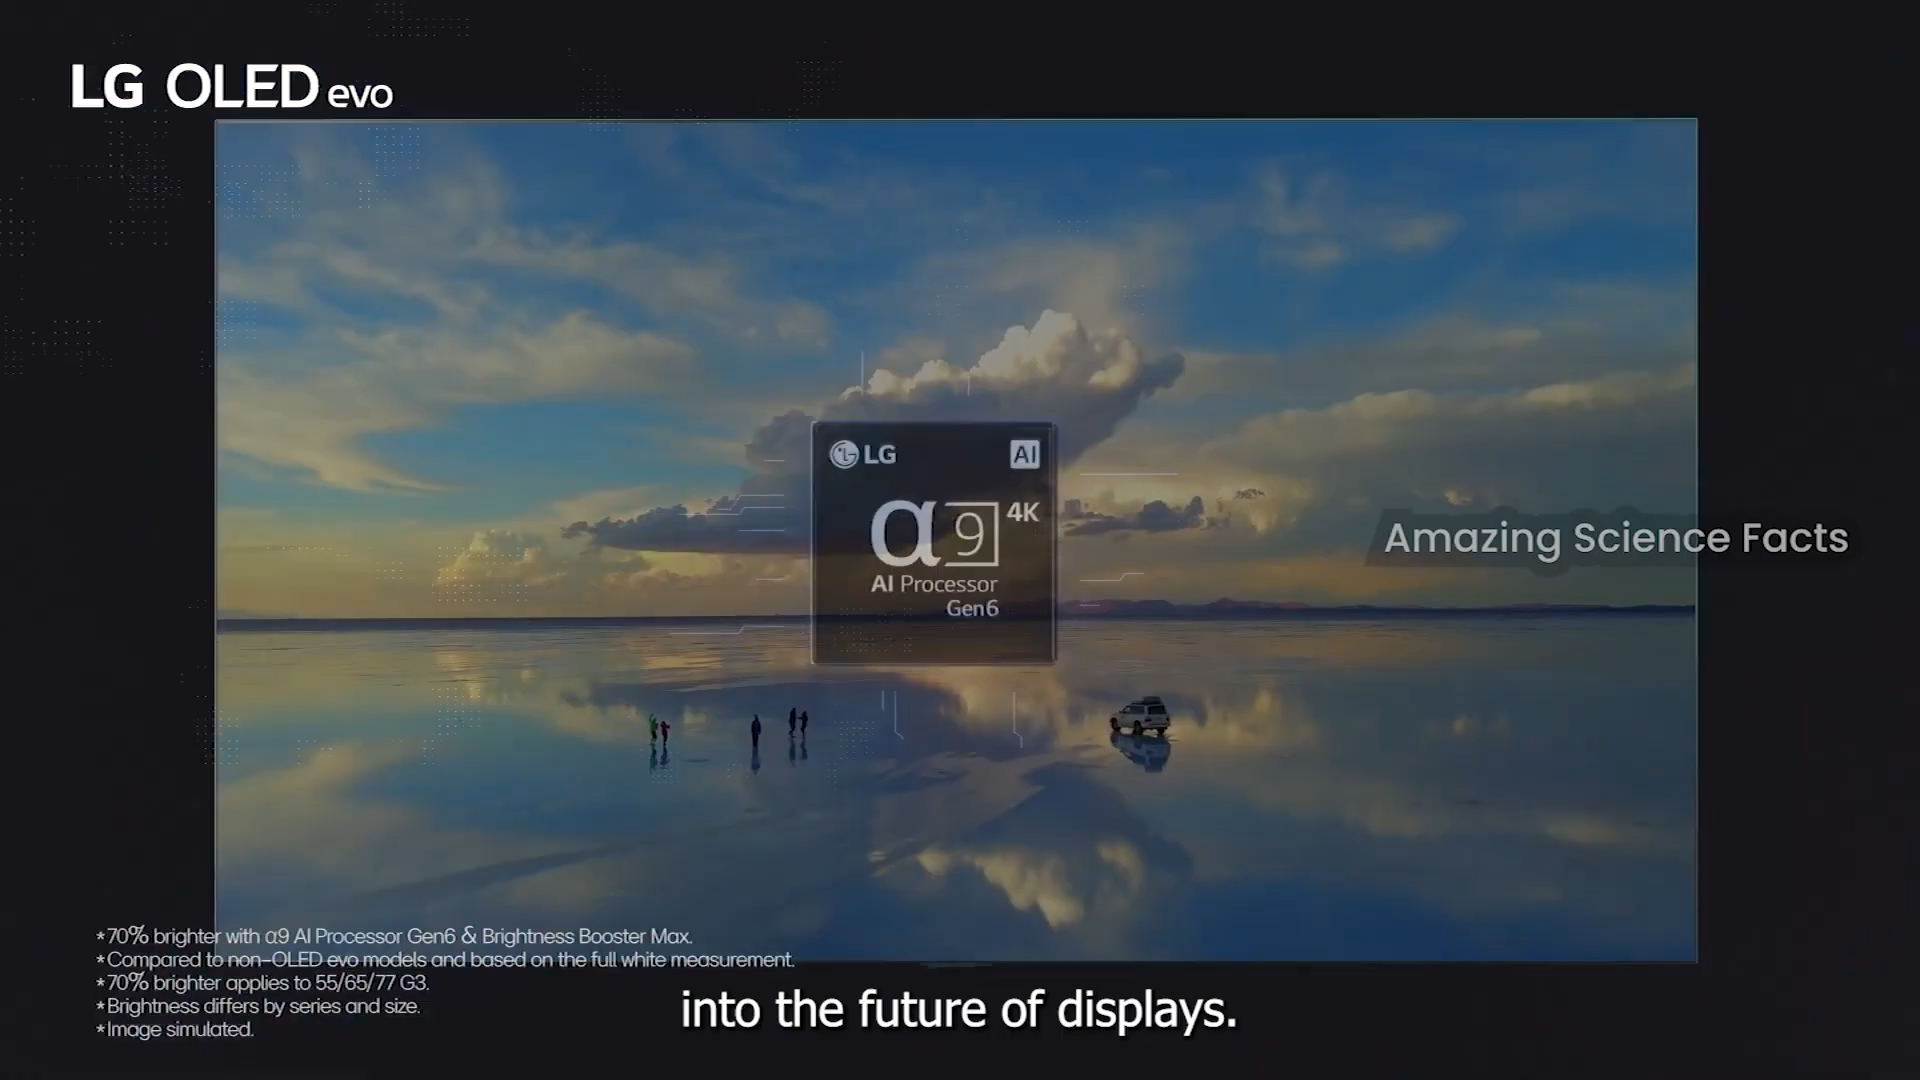 LG OLED evo
LG AI
α9 4K
AI Processor
Gen6
Amazing Science Facts
*70% brighter with α9 AI Processor Gen6 & Brightness Booster Max.
*Compared to non-OLED evo models and based on the full white measurement.
*70% brighter applies to 55/65/77 G3.
*Brightness differs by series and size.
*Image simulated.
into the future of displays.